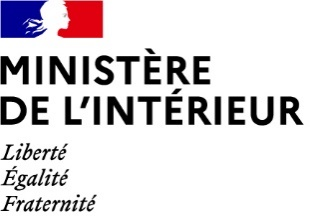 MINISTÈRE
DE L'INTÉRIEUR
Liberté
Égalité
Fraternité